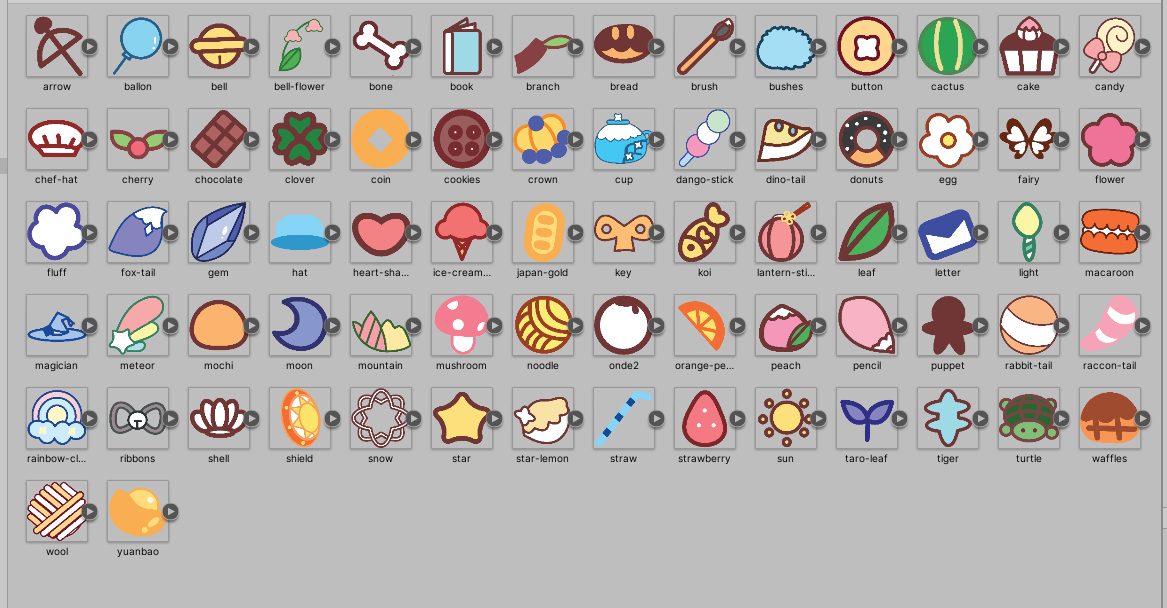 arrow ballon bell bell-flower bone book branch bread brush bushes button cactus cake candy
chef-hat cherry chocolate clover coin cookies crown cup dango-stick dino-tail donuts egg fairy flower
fluff fox-tail gem hat heart-sha... ice-cream... japan-gold key koi lantern-sti... leaf letter light macaroon
magician meteor mochi moon mountain mushroom noodle onde2 orange-pe... peach pencil puppet rabbit-tail raccon-tail
T
rainbow-cl... ribbons shell shield snow star star-lemon straw strawberry sun taro-leaf tiger turtle waffles
wool yuanbao